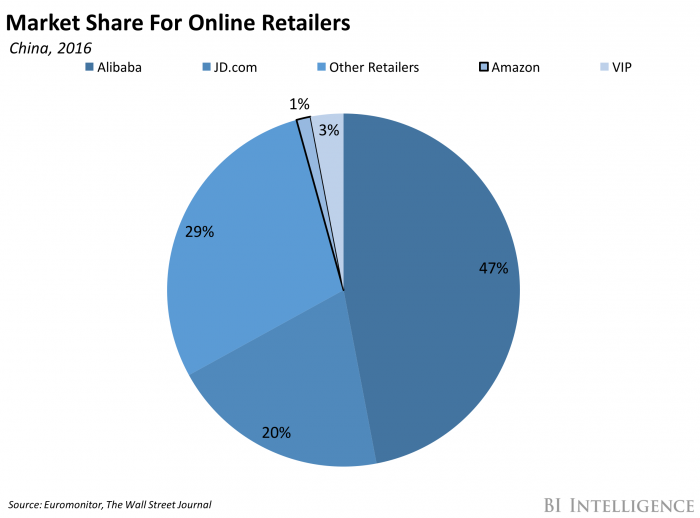 Market Share For Online Retailers
China, 2016
Alibaba JD.com Other Retailers Amazon VIP
1%
3%
29%
47%
20%
Source: Euromonitor, The Wall Street Journal
BI INTELLIGENCE